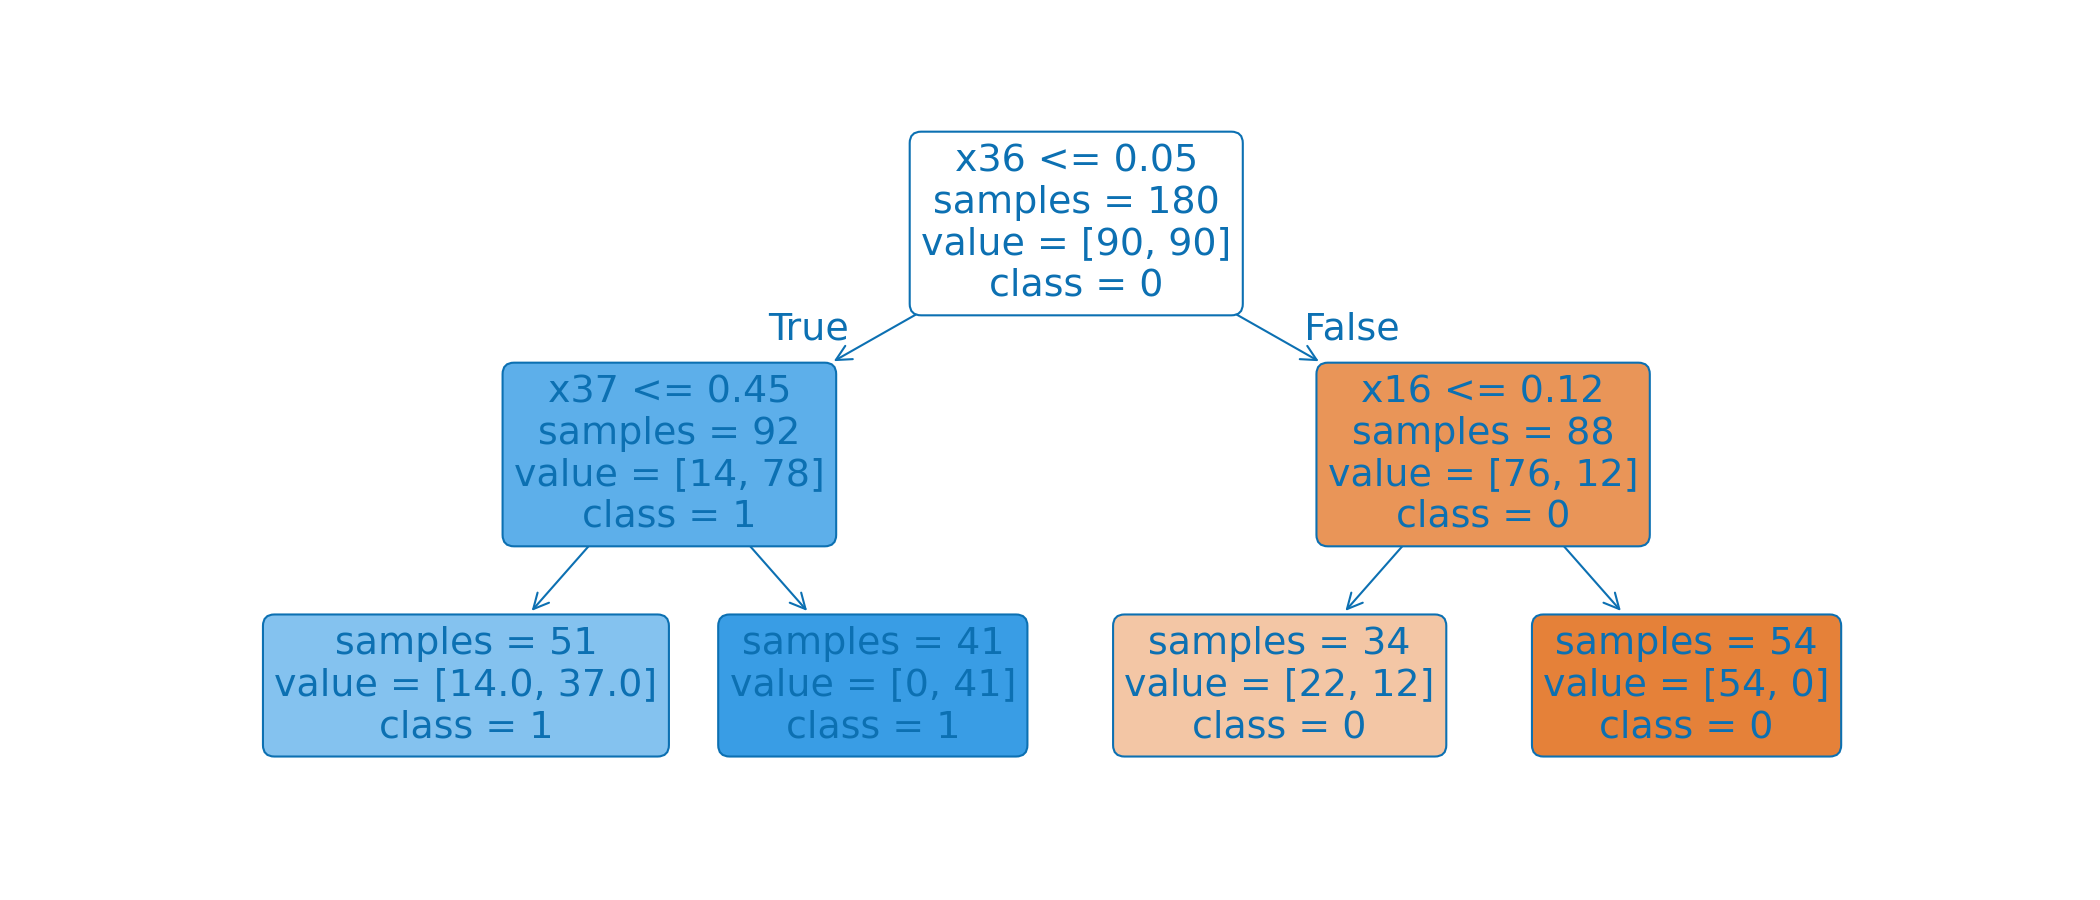 x36 <= 0.05
samples = 180
value = [90, 90]
class = 0
True
False
x37 <= 0.45
samples = 92
value = [14, 78]
class = 1
x16 <= 0.12
samples = 88
value = [76, 12]
class = 0
samples = 51
value = [14.0, 37.0]
class = 1
samples = 41
value = [0, 41]
class = 1
samples = 34
value = [22, 12]
class = 0
samples = 54
value = [54, 0]
class = 0